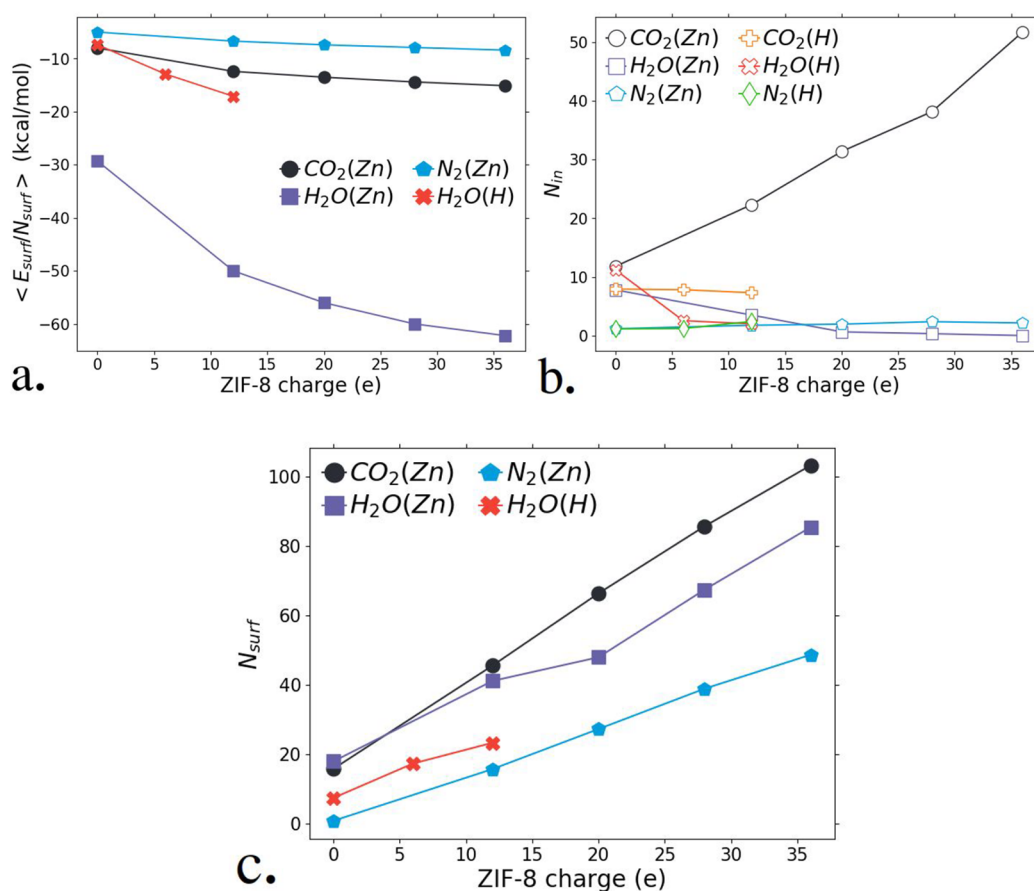 −10
−20
−30
−40
−50
−60
< E_surf/N_surf > (kcal/mol)
CO₂(Zn) N₂(Zn)
H₂O(Zn) H₂O(H)
0 5 10 15 20 25 30 35
ZIF-8 charge (e)
a.
50
40
30
20
10
0
N_in
CO₂(Zn) CO₂(H)
H₂O(Zn) H₂O(H)
N₂(Zn) N₂(H)
0 5 10 15 20 25 30 35
ZIF-8 charge (e)
b.
100
80
60
40
20
0
N_surf
CO₂(Zn) N₂(Zn)
H₂O(Zn) H₂O(H)
0 5 10 15 20 25 30 35
ZIF-8 charge (e)
c.